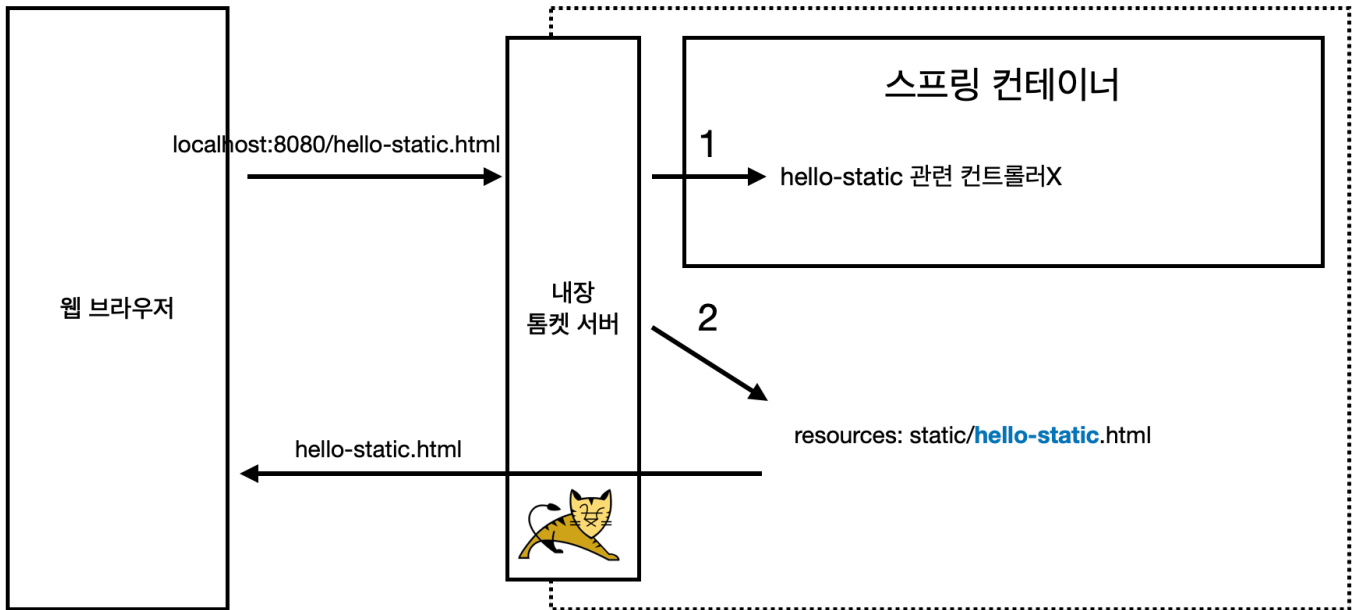 스프링 컨테이너
localhost:8080/hello-static.html
1
hello-static 관련 컨트롤러X
웹 브라우저
내장
톰켓 서버
2
resources: static/hello-static.html
hello-static.html